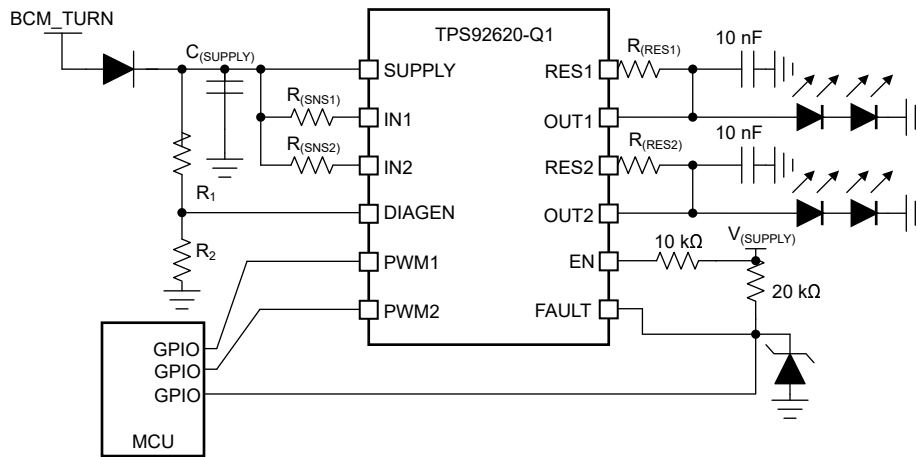 BCM_TURN
C(SUPPLY)
TPS92620-Q1
SUPPLY
R(SNS1)
IN1
R(SNS2)
IN2
R1
DIAGEN
R2
PWM1
PWM2
RES1
R(RES1)
10 nF
OUT1
10 nF
RES2
R(RES2)
OUT2
V(SUPPLY)
10 kΩ
EN
20 kΩ
FAULT
GPIO
GPIO
GPIO
MCU